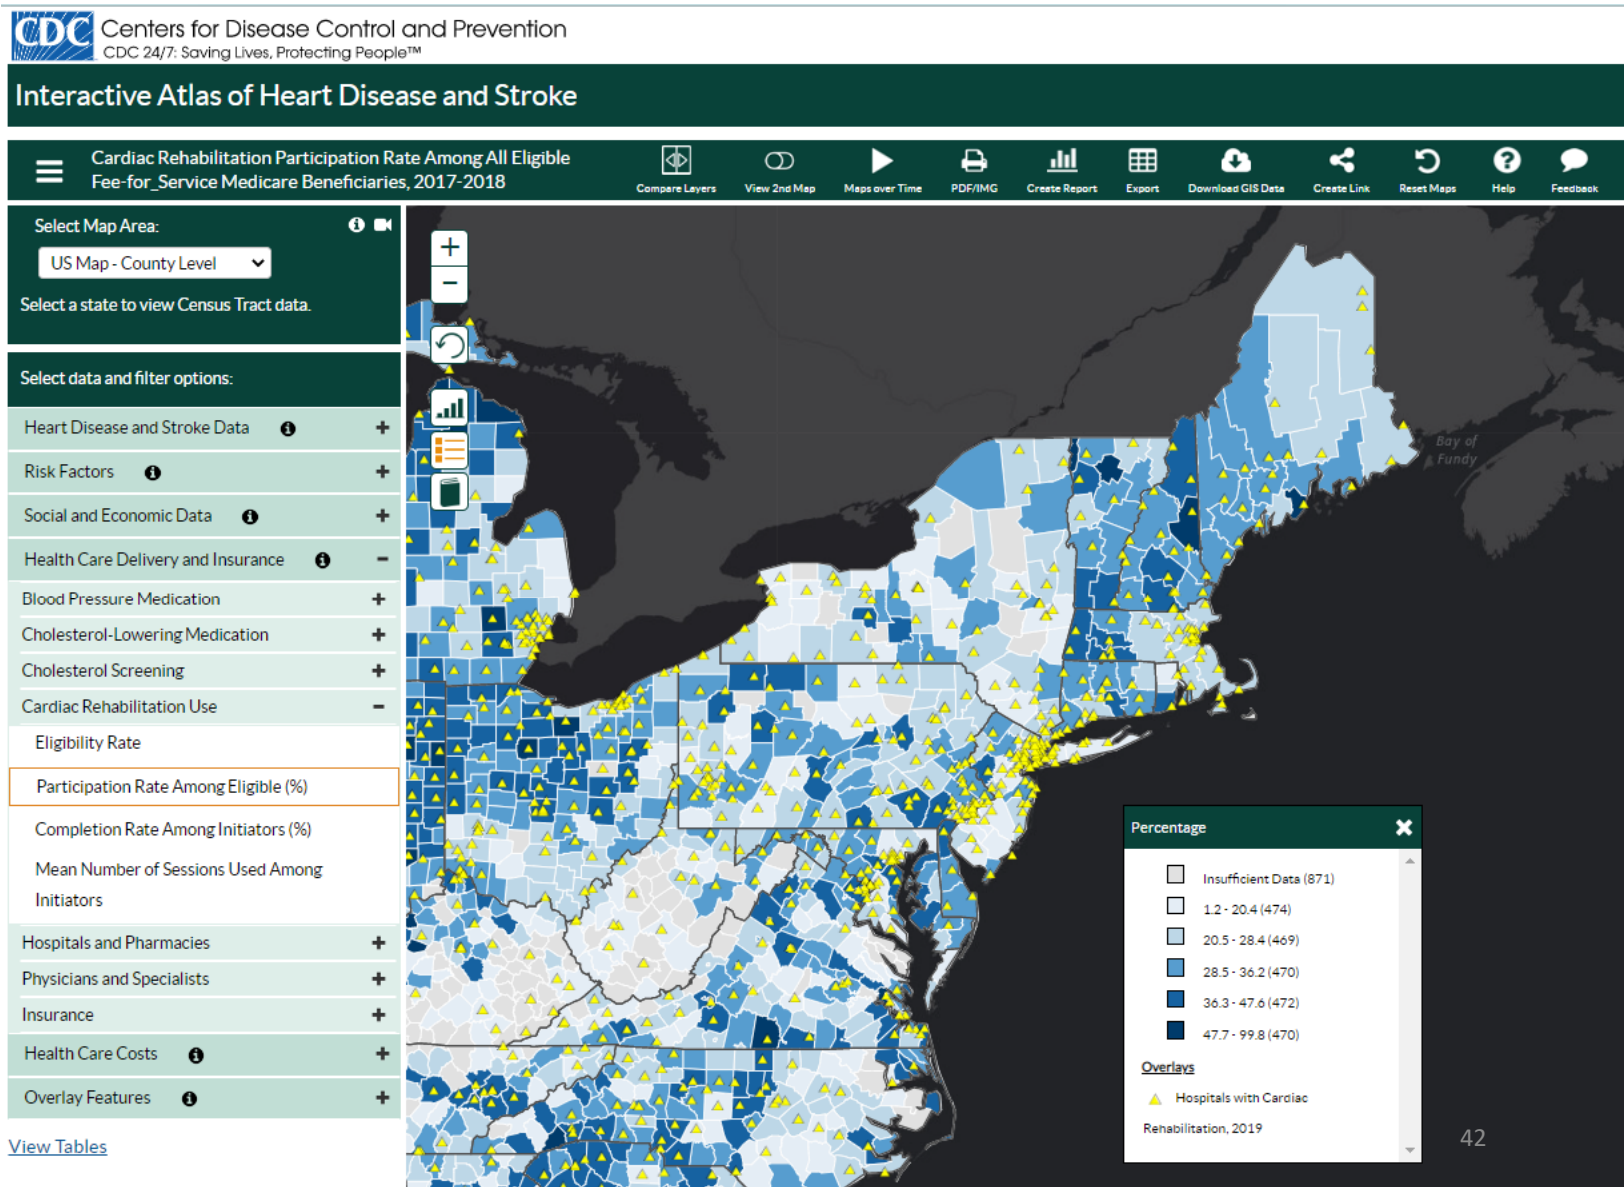 CDC
Centers for Disease Control and Prevention
CDC 24/7: Saving Lives, Protecting People™
Interactive Atlas of Heart Disease and Stroke
Cardiac Rehabilitation Participation Rate Among All Eligible
Fee-for_Service Medicare Beneficiaries, 2017-2018
Compare Layers
View 2nd Map
Maps over Time
PDF/IMG
Create Report
Export
Download GIS Data
Create Link
Reset Maps
Help
Feedback
Select Map Area:
US Map - County Level
Select a state to view Census Tract data.
Select data and filter options:
Heart Disease and Stroke Data
Risk Factors
Social and Economic Data
Health Care Delivery and Insurance
Blood Pressure Medication
Cholesterol-Lowering Medication
Cholesterol Screening
Cardiac Rehabilitation Use
Eligibility Rate
Participation Rate Among Eligible (%)
Completion Rate Among Initiators (%)
Mean Number of Sessions Used Among
Initiators
Hospitals and Pharmacies
Physicians and Specialists
Insurance
Health Care Costs
Overlay Features
View Tables
Bay of
Fundy
Percentage
Insufficient Data (871)
1.2 - 20.4 (474)
20.5 - 28.4 (469)
28.5 - 36.2 (470)
36.3 - 47.6 (472)
47.7 - 99.8 (470)
Overlays
Hospitals with Cardiac
Rehabilitation, 2019
42